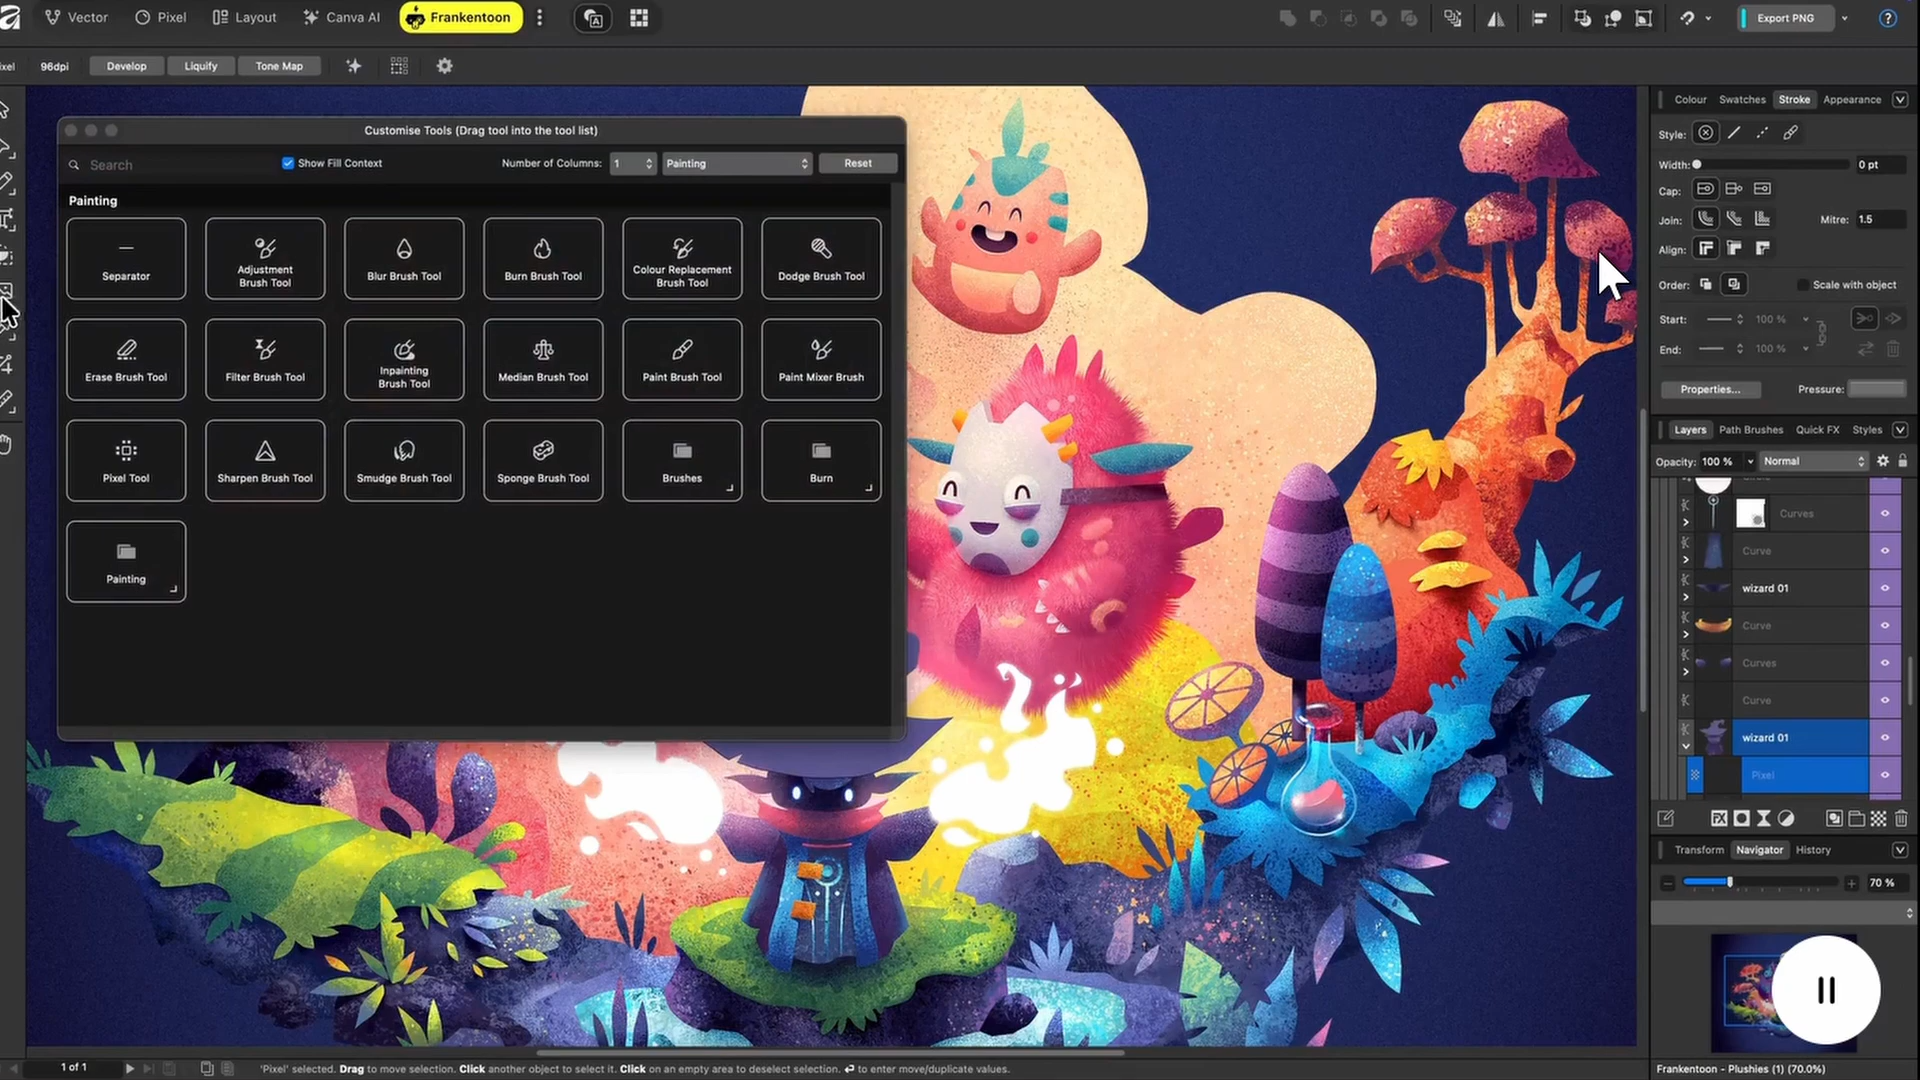 Vector
Pixel
Layout
Canva AI
Frankentoon
Export PNG
?
96dpi
Develop
Liquify
Tone Map
Customise Tools (Drag tool into the tool list)
Search
Show Fill Context
Number of Columns: 1
Painting
Reset
Painting
Separator
Adjustment
Brush Tool
Blur Brush Tool
Burn Brush Tool
Colour Replacement
Brush Tool
Dodge Brush Tool
Erase Brush Tool
Filter Brush Tool
Inpainting
Brush Tool
Median Brush Tool
Paint Brush Tool
Paint Mixer Brush
Pixel Tool
Sharpen Brush Tool
Smudge Brush Tool
Sponge Brush Tool
Brushes
Burn
Painting
Colour Swatches Stroke Appearance
Style:
Width: 0 pt
Cap:
Join:
Mitre: 1.5
Align:
Order:
Scale with object
Start: 100 %
End: 100 %
Properties...
Pressure:
Layers Path Brushes Quick FX Styles
Opacity: 100 % Normal
Curves
Curve
wizard 01
Curve
Curves
Curve
wizard 01
Pixel
FX
Transform Navigator History
70 %
1 of 1
'Pixel' selected. Drag to move selection. Click another object to select it. Click on an empty area to deselect selection. ↵ to enter move/duplicate values.
Frankentoon - Plushies (1) (70.0%)